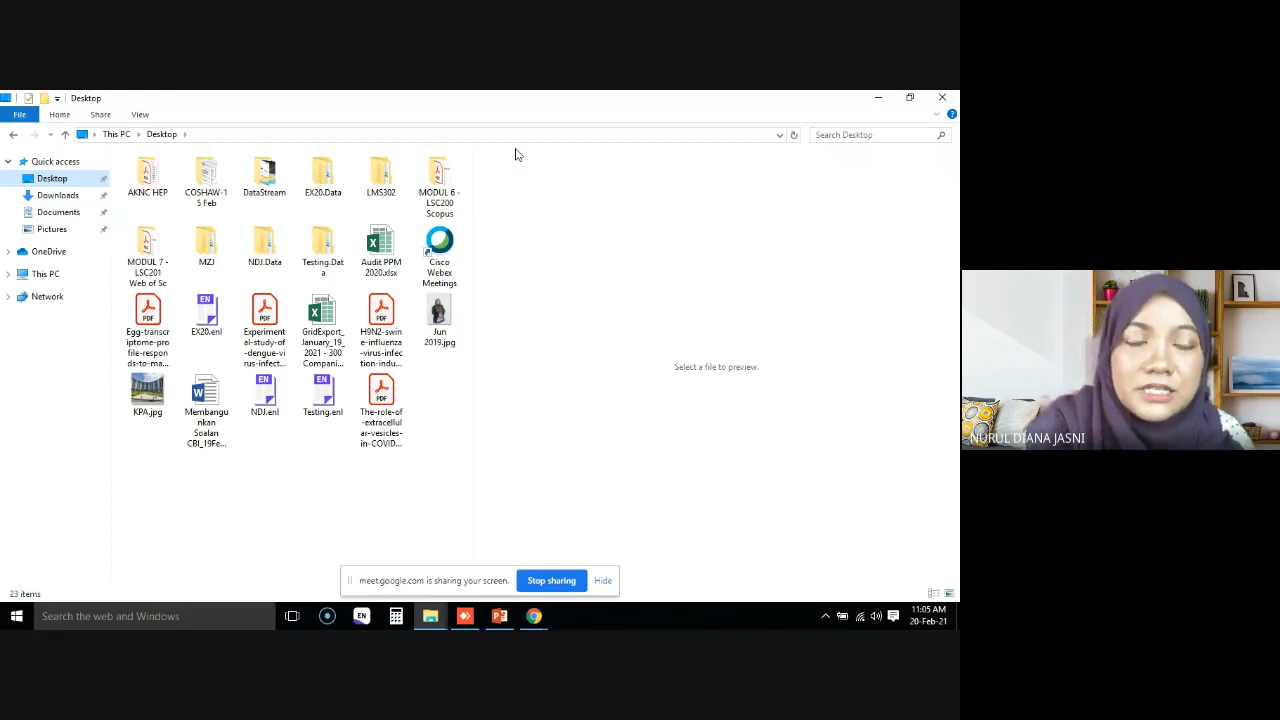 Desktop
File Home Share View
This PC Desktop
Search Desktop
Quick access
Desktop
Downloads
Documents
Pictures
OneDrive
This PC
Network
AKNC HEP
COSHAW-1
5 Feb
DataStream
EX20.Data
LMS302
MODUL 6 -
LSC200
Scopus
MODUL 7 -
LSC201
Web of Sc
MZJ
NDJ.Data
Testing.Dat
a
Audit PPM
2020.xlsx
Cisco
Webex
Meetings
Egg-transcr
iptome-pro
file-respon
ds-to-ma...
EN
EX20.enl
PDF
Experiment
al-study-of
-dengue-vi
rus-infect...
GridExport_
January_19_
2021 - 300
Compani...
PDF
H9N2-swin
e-influenza
-virus-infec
tion-indu...
Jun
2019.jpg
KPA.jpg
Membangu
nkan
Soalan
CBI_19Fe...
EN
NDJ.enl
EN
Testing.enl
PDF
The-role-of
-extracellul
ar-vesicles-
in-COVID...
Select a file to preview.
meet.google.com is sharing your screen.
Stop sharing
Hide
23 items
Search the web and Windows
EN
11:05 AM
20-Feb-21
NURUL DIANA JASNI